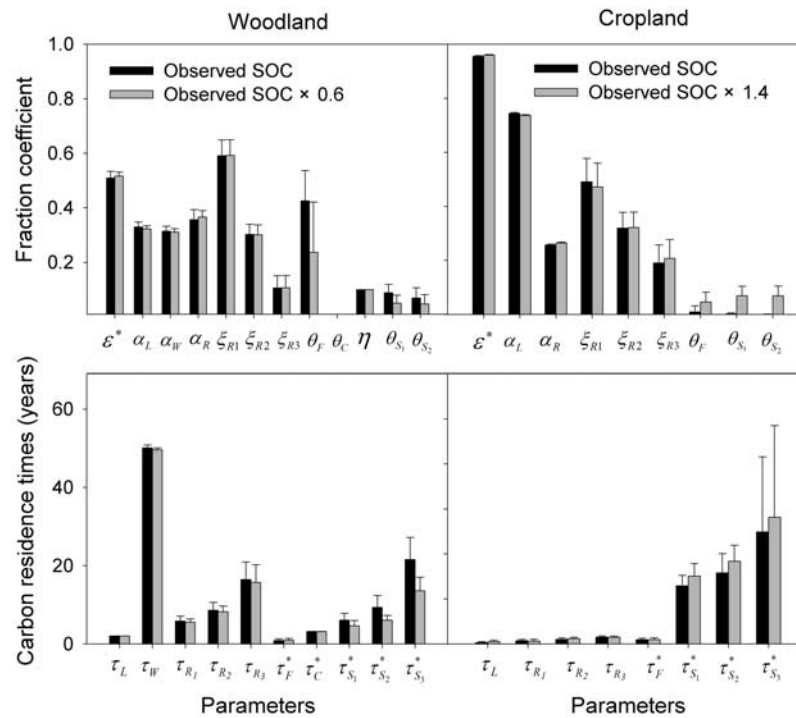 Woodland
Cropland
Fraction coefficient
1.0
0.8
0.6
0.4
0.2
Observed SOC
Observed SOC × 0.6
Observed SOC
Observed SOC × 1.4
ε* α_L α_W α_R ξ_R1 ξ_R2 ξ_R3 θ_F θ_C η θ_S1 θ_S2
ε* α_L α_R ξ_R1 ξ_R2 ξ_R3 θ_F θ_S1 θ_S2
Carbon residence times (years)
60
40
20
0
τ_L τ_W τ_R1 τ_R2 τ_R3 τ*_F τ*_C τ*_S1 τ*_S2 τ*_S3
τ_L τ_R1 τ_R2 τ_R3 τ*_F τ*_S1 τ*_S2 τ*_S3
Parameters
Parameters